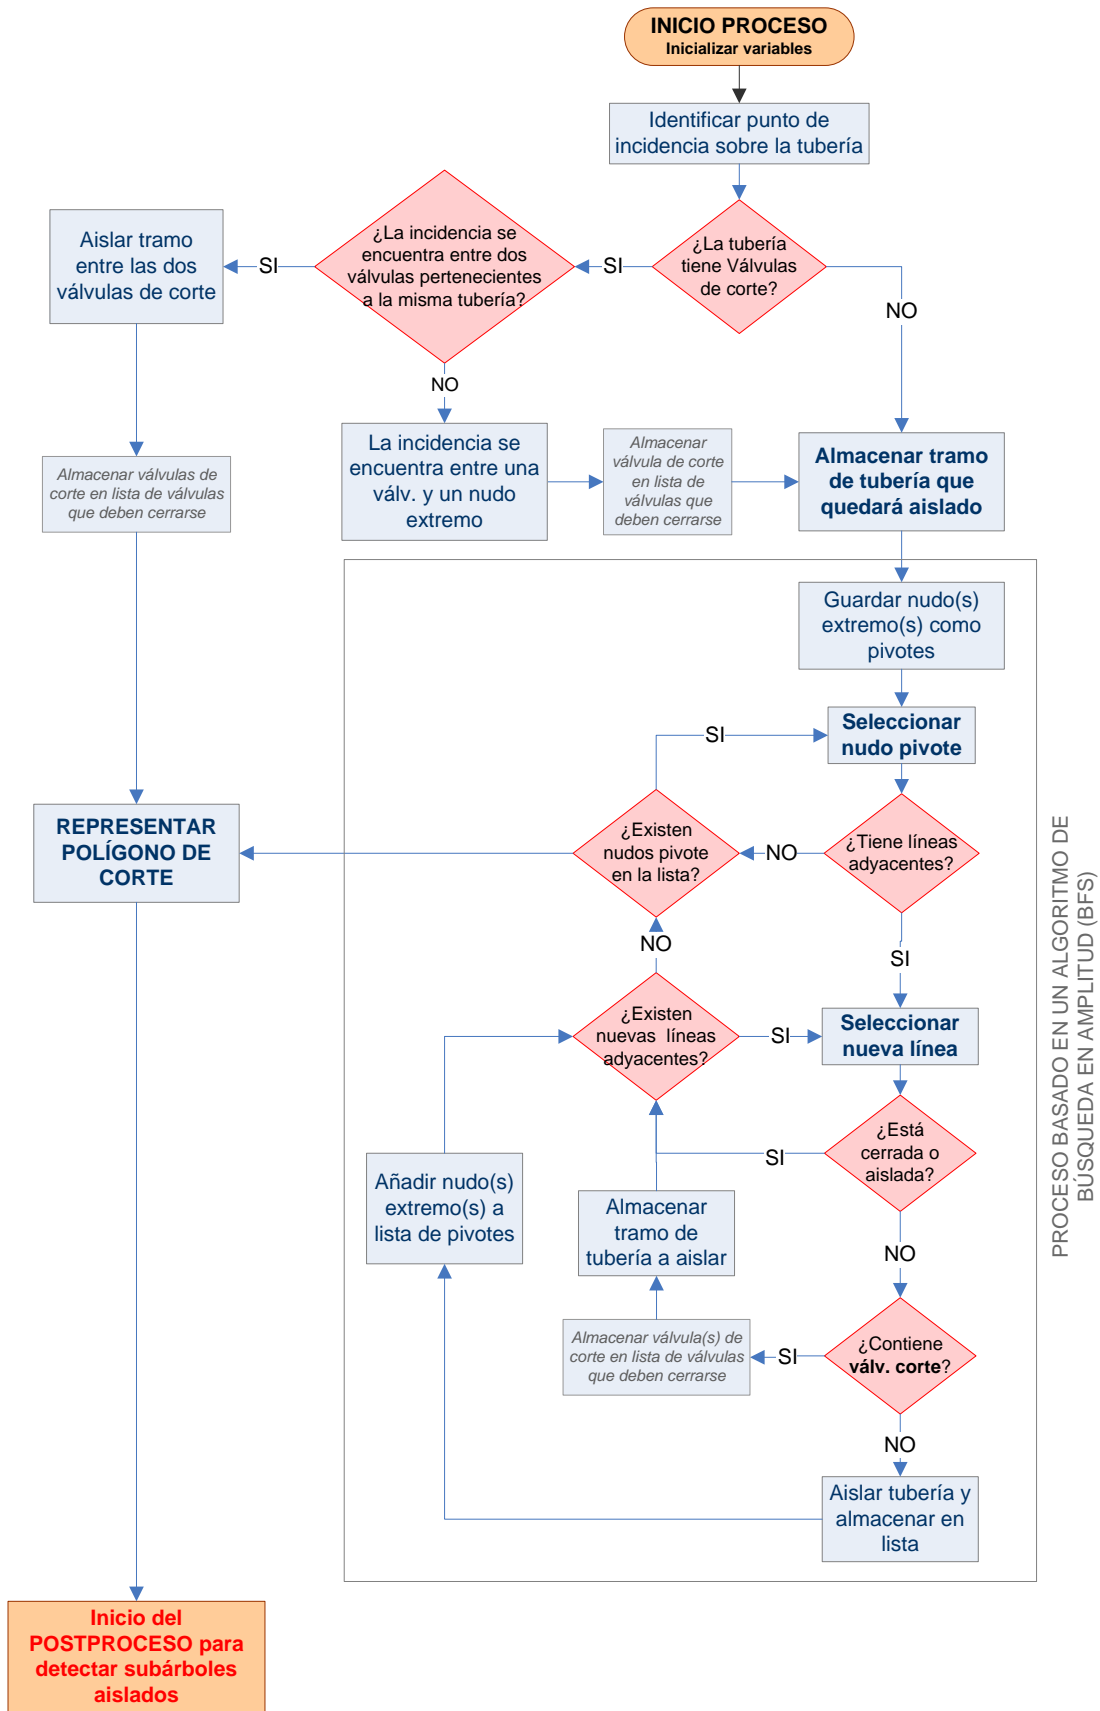 INICIO PROCESO
Inicializar variables
Identificar punto de
incidencia sobre la tubería
¿La tubería
tiene Válvulas
de corte?
SI
NO
¿La incidencia se
encuentra entre dos
válvulas pertenecientes
a la misma tubería?
SI
NO
Aislar tramo
entre las dos
válvulas de corte
Almacenar válvulas de
corte en lista de válvulas
que deben cerrarse
La incidencia se
encuentra entre una
válv. y un nudo
extremo
Almacenar
válvula de corte
en lista de
válvulas que
deben cerrarse
Almacenar tramo
de tubería que
quedará aislado
Guardar nudo(s)
extremo(s) como
pivotes
Seleccionar
nudo pivote
SI
¿Tiene líneas
adyacentes?
NO
SI
¿Existen
nudos pivote
en la lista?
NO
REPRESENTAR
POLÍGONO DE
CORTE
¿Existen
nuevas líneas
adyacentes?
SI
Seleccionar
nueva línea
¿Está
cerrada o
aislada?
SI
NO
Añadir nudo(s)
extremo(s) a
lista de pivotes
Almacenar
tramo de
tubería a aislar
Almacenar válvula(s) de
corte en lista de válvulas
que deben cerrarse
SI
¿Contiene
válv. corte?
NO
Aislar tubería y
almacenar en
lista
PROCESO BASADO EN UN ALGORITMO DE
BÚSQUEDA EN AMPLITUD (BFS)
Inicio del
POSTPROCESO para
detectar subárboles
aislados